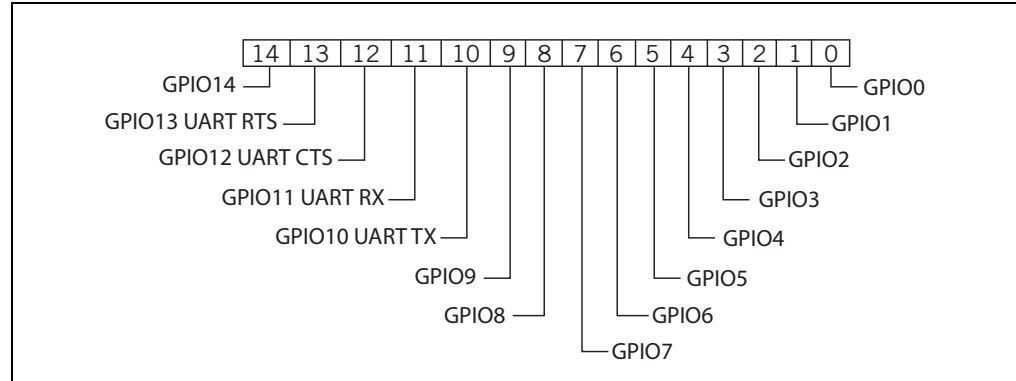 14 13 12 11 10 9 8 7 6 5 4 3 2 1 0
GPIO14 GPIO0
GPIO13 UART RTS GPIO1
GPIO12 UART CTS GPIO2
GPIO11 UART RX GPIO3
GPIO10 UART TX GPIO4
GPIO9 GPIO5
GPIO8 GPIO6
GPIO7